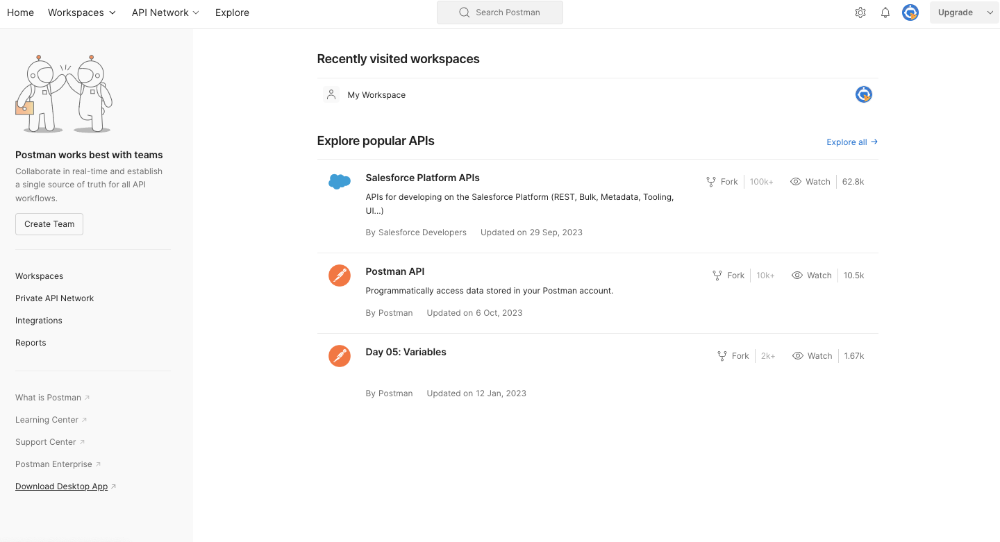 Home Workspaces API Network Explore Search Postman Upgrade
Postman works best with teams
Collaborate in real-time and establish
a single source of truth for all API
workflows.
Create Team
Workspaces
Private API Network
Integrations
Reports
What is Postman
Learning Center
Support Center
Postman Enterprise
Download Desktop App
Recently visited workspaces
My Workspace
Explore popular APIs Explore all
Salesforce Platform APIs Fork 100k+ Watch 62.8k
APIs for developing on the Salesforce Platform (REST, Bulk, Metadata, Tooling,
UI...)
By Salesforce Developers Updated on 29 Sep, 2023
Postman API Fork 10k+ Watch 10.5k
Programmatically access data stored in your Postman account.
By Postman Updated on 6 Oct, 2023
Day 05: Variables Fork 2k+ Watch 1.67k
By Postman Updated on 12 Jan, 2023